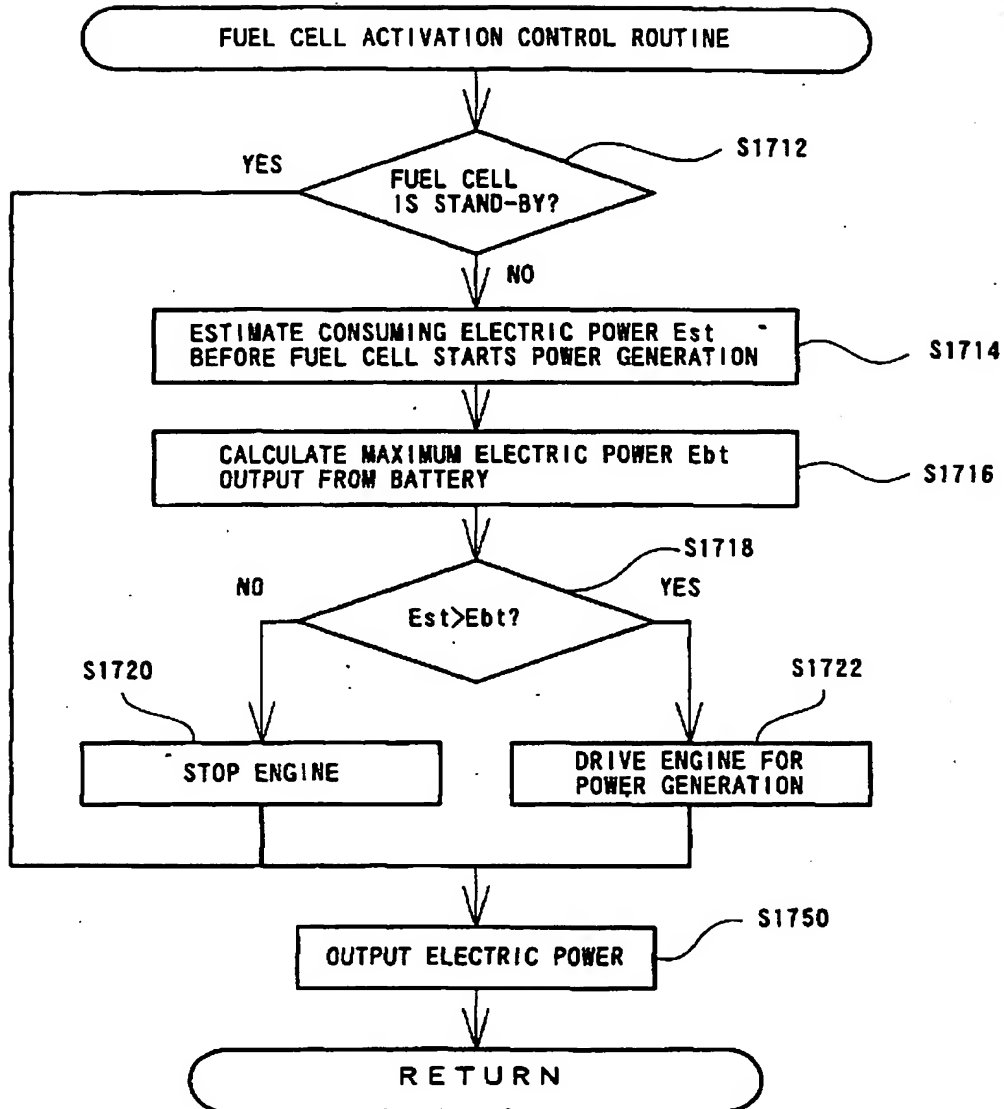 FUEL CELL ACTIVATION CONTROL ROUTINE
S1712
YES
FUEL CELL
IS STAND-BY?
NO
ESTIMATE CONSUMING ELECTRIC POWER Est
BEFORE FUEL CELL STARTS POWER GENERATION
S1714
CALCULATE MAXIMUM ELECTRIC POWER Ebt
OUTPUT FROM BATTERY
S1716
S1718
NO
YES
Est>Ebt?
S1720
S1722
STOP ENGINE
DRIVE ENGINE FOR
POWER GENERATION
S1750
OUTPUT ELECTRIC POWER
RETURN